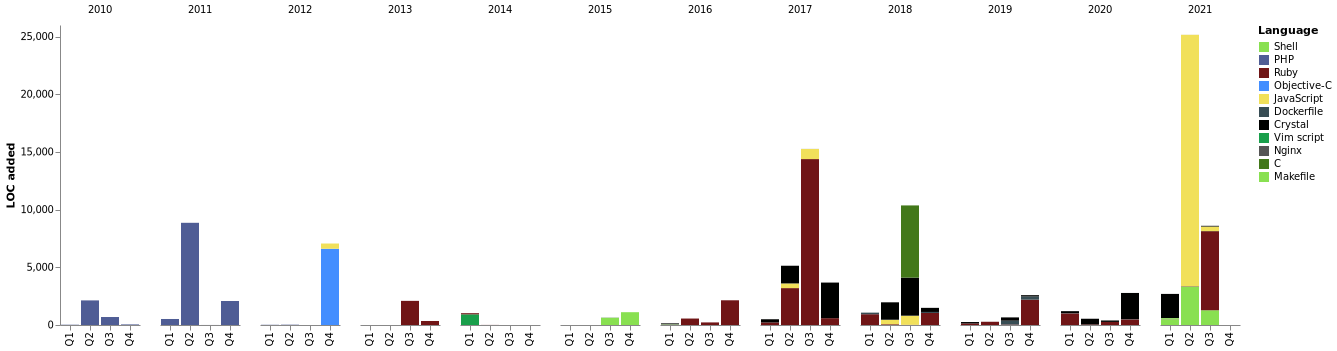 2010 2011 2012 2013 2014 2015 2016 2017 2018 2019 2020 2021
LOC added
25,000
20,000
15,000
10,000
5,000
0
Q1 Q2 Q3 Q4 Q1 Q2 Q3 Q4 Q1 Q2 Q3 Q4 Q1 Q2 Q3 Q4 Q1 Q2 Q3 Q4 Q1 Q2 Q3 Q4 Q1 Q2 Q3 Q4 Q1 Q2 Q3 Q4 Q1 Q2 Q3 Q4 Q1 Q2 Q3 Q4 Q1 Q2 Q3 Q4 Q1 Q2 Q3 Q4
Language
Shell
PHP
Ruby
Objective-C
JavaScript
Dockerfile
Crystal
Vim script
Nginx
C
Makefile